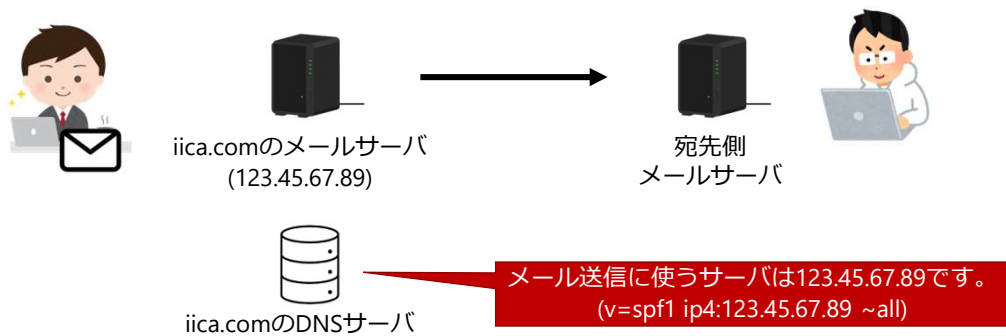 iica.comのメールサーバ
(123.45.67.89)
宛先側
メールサーバ
メール送信に使うサーバは123.45.67.89です。
(v=spf1 ip4:123.45.67.89 ~all)
iica.comのDNSサーバ